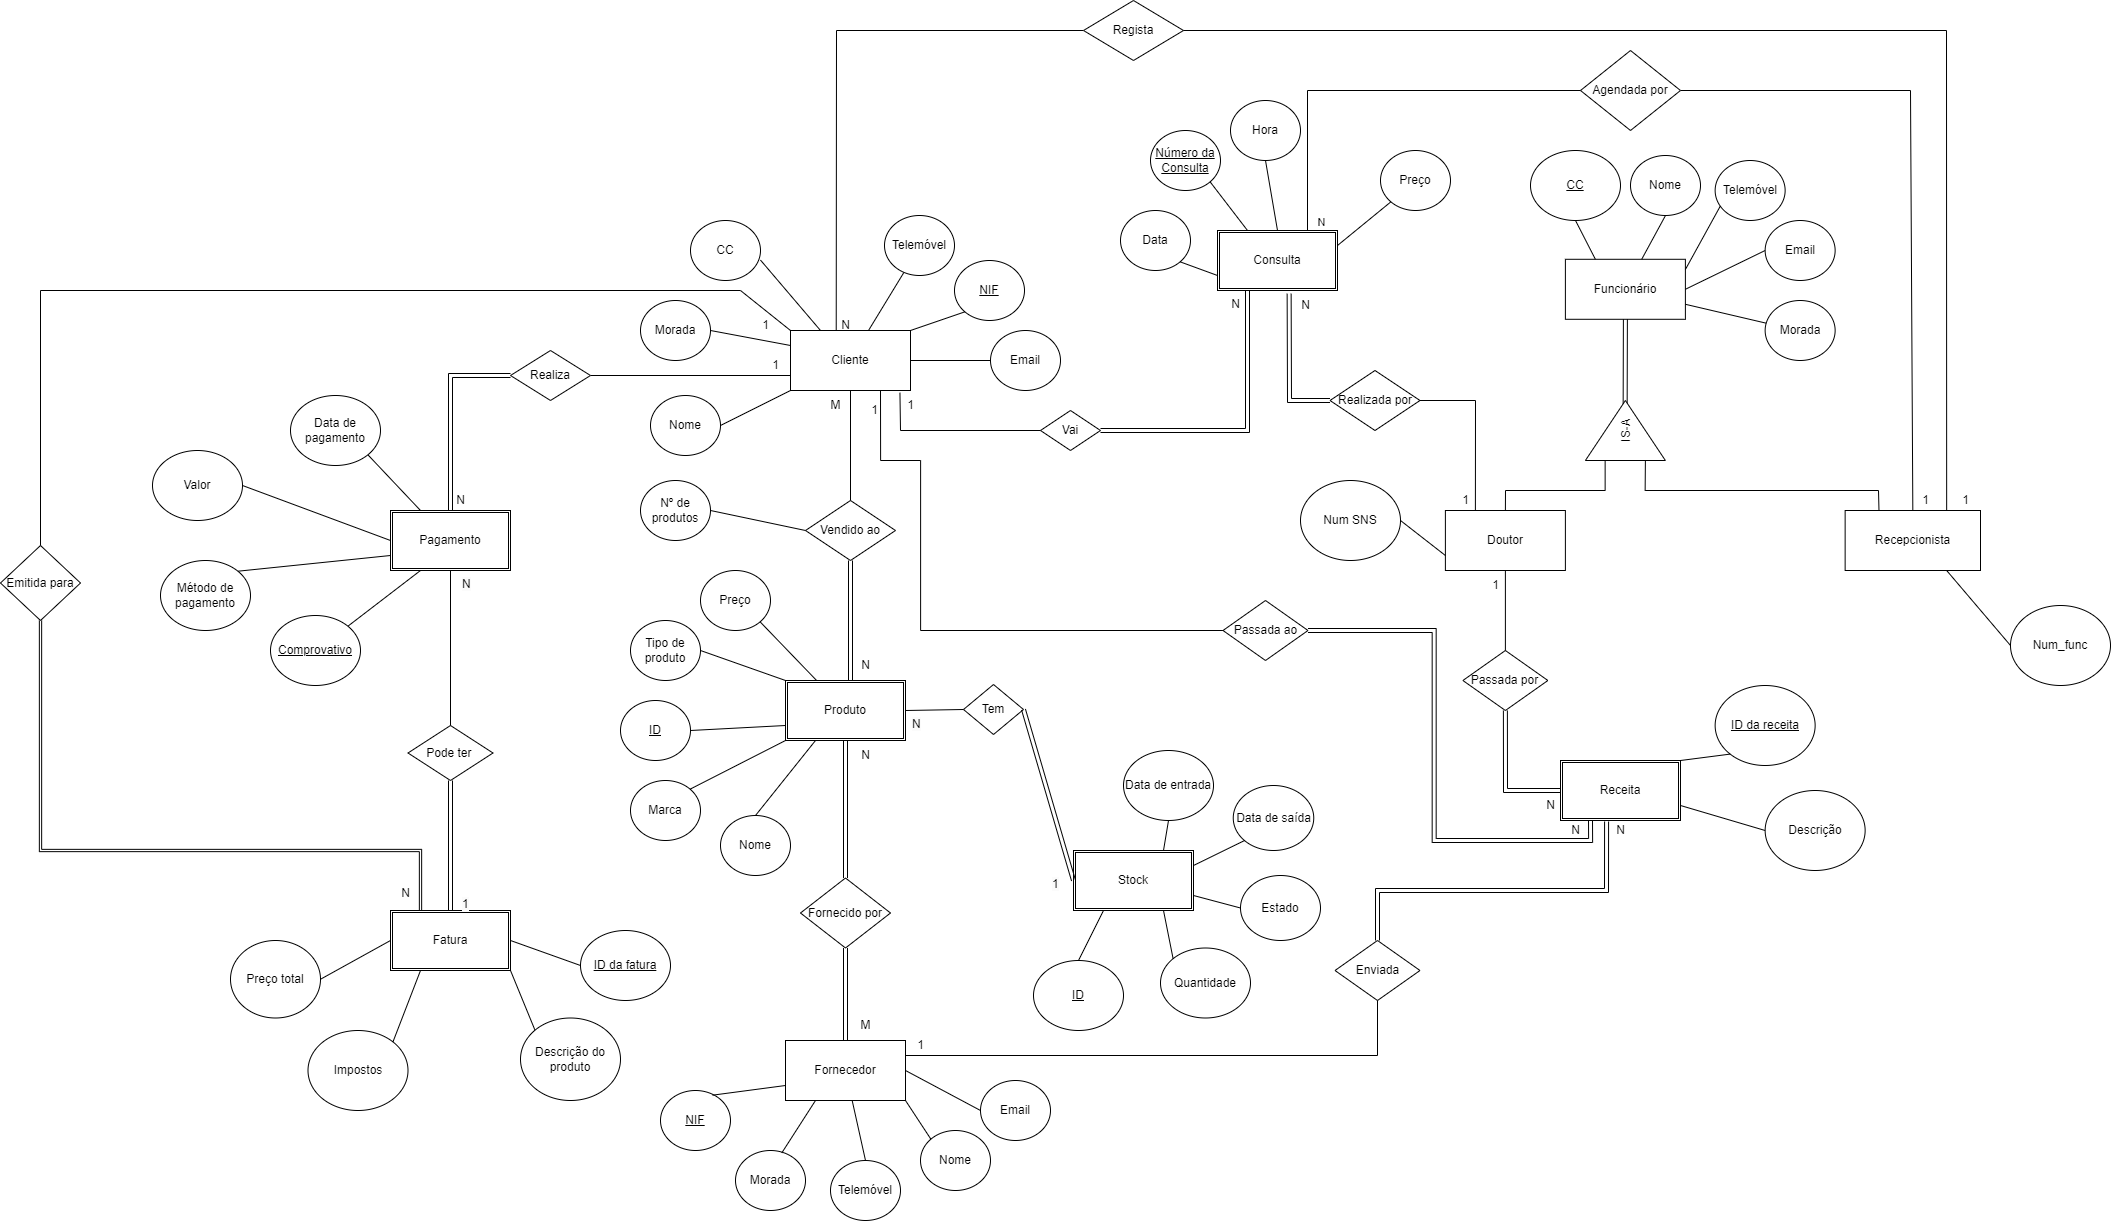 Regista
Agendada por
Hora
Número da
Consulta
Preço
CC
Nome
Telemóvel
N
Data
Consulta
Email
CC
Telemóvel
Funcionário
NIF
N
N
Morada
1
N
Morada
Cliente
Email
1
Realiza
M
1
1
Realizada por
Nome
Vai
IS-A
Data de
pagamento
Valor
N
Nº de
produtos
1
1
1
Vendido ao
Num SNS
Pagamento
Doutor
Recepcionista
Emitida para
N
1
Método de
pagamento
Preço
Passada ao
Tipo de
produto
Comprovativo
Num_func
N
Passada por
Produto
Tem
N
ID
ID da receita
Pode ter
N
Data de entrada
Receita
Marca
N
Data de saída
N
N
Descrição
Nome
Stock
1
N
1
Estado
Fornecido por
Fatura
ID da fatura
Enviada
Preço total
Quantidade
ID
M
1
Descrição do
produto
Impostos
Fornecedor
Email
NIF
Nome
Morada
Telemóvel